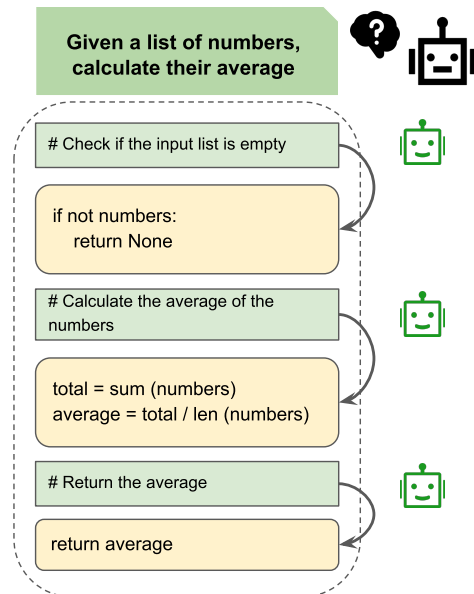 Given a list of numbers,
calculate their average
?
# Check if the input list is empty
if not numbers:
    return None
# Calculate the average of the
numbers
total = sum (numbers)
average = total / len (numbers)
# Return the average
return average